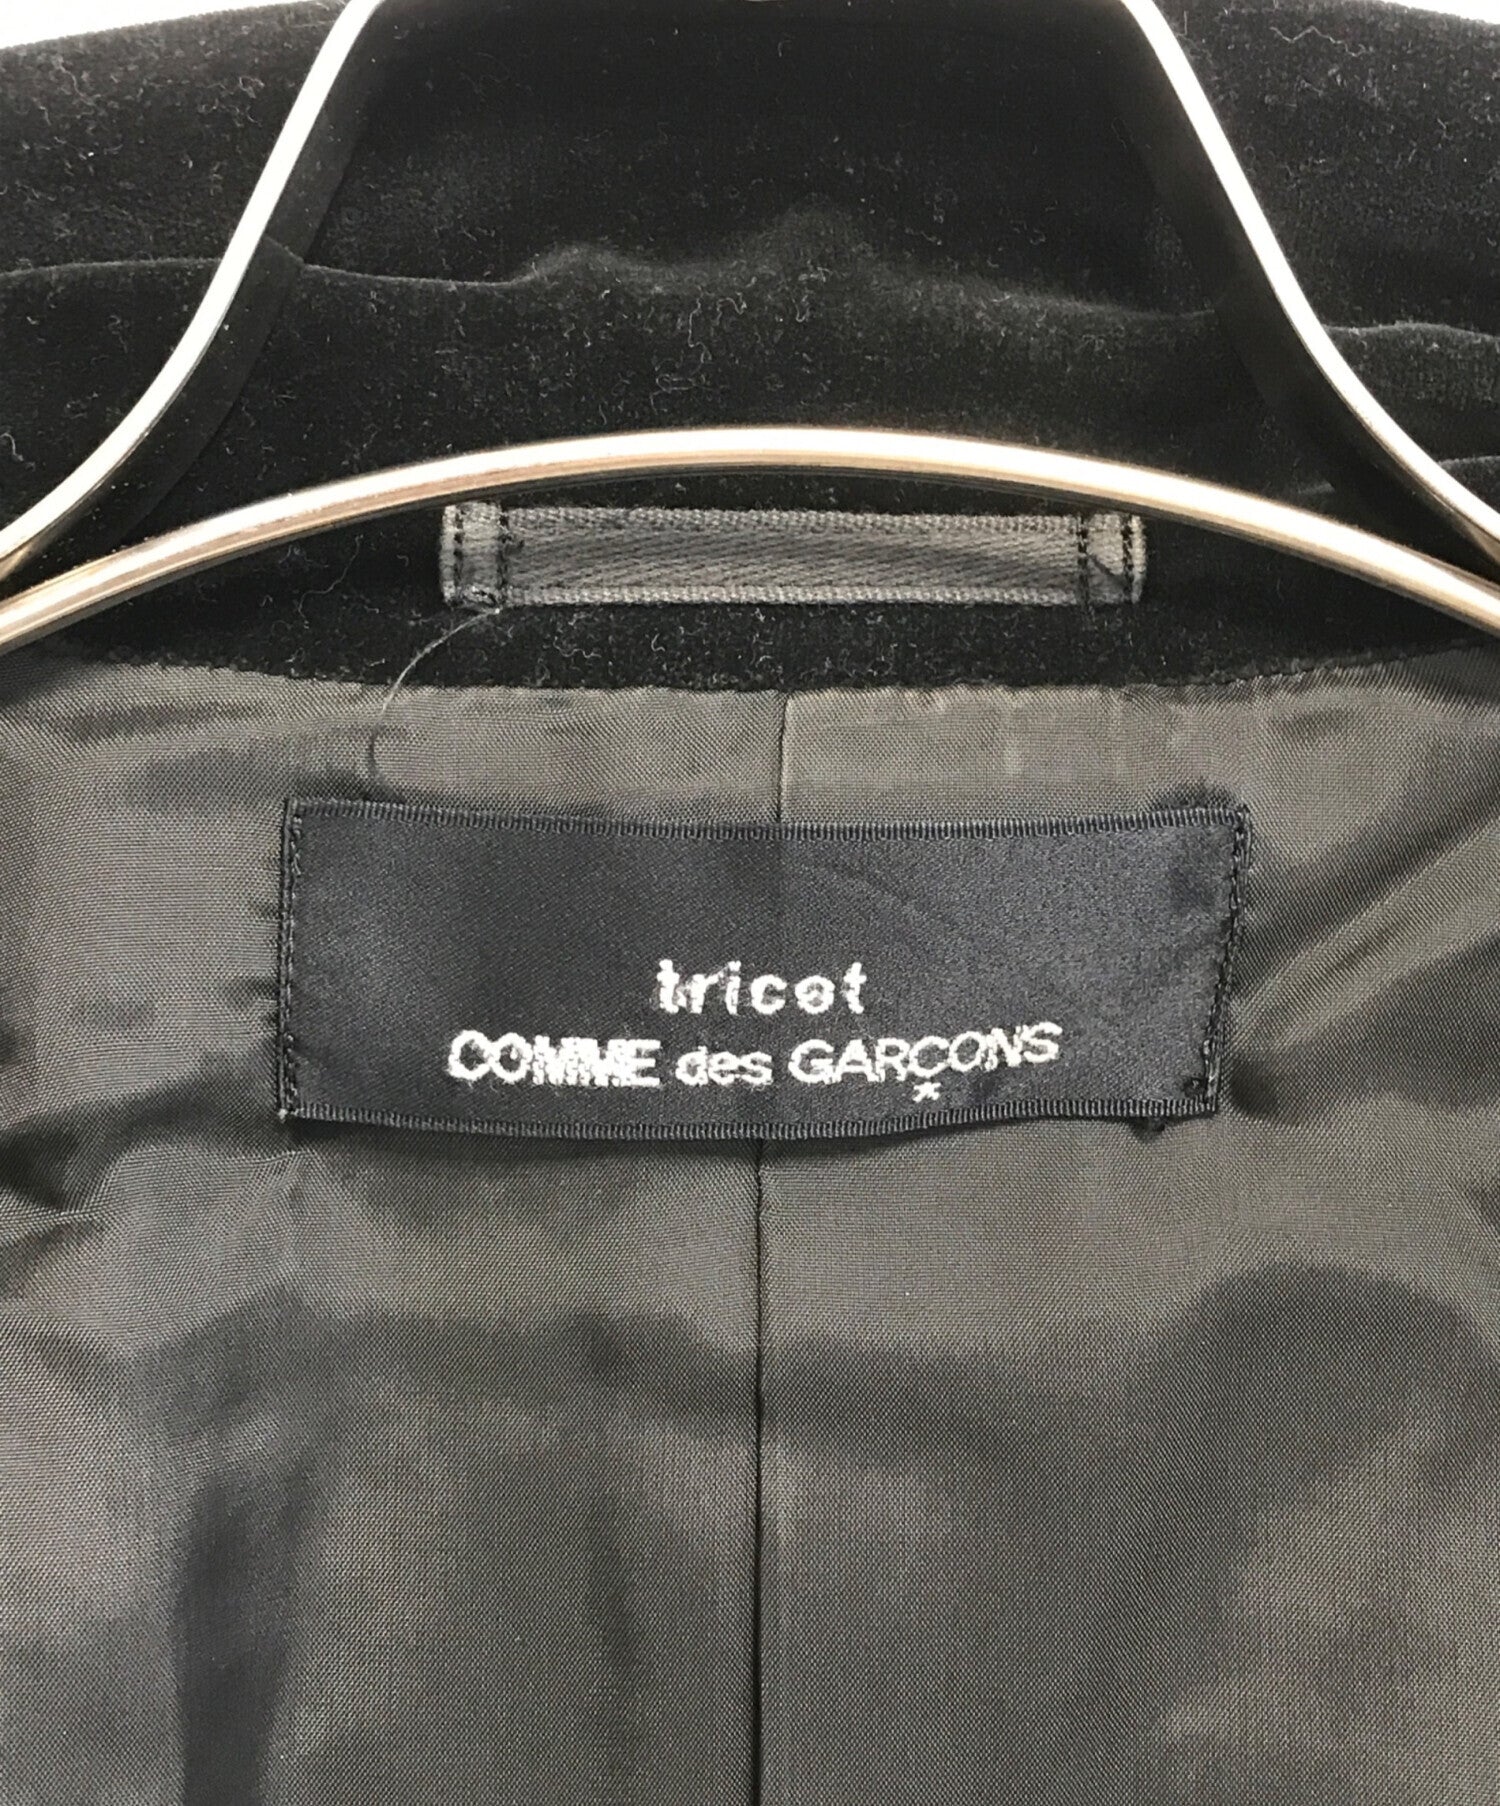 tricot
COMME des GARÇONS
*